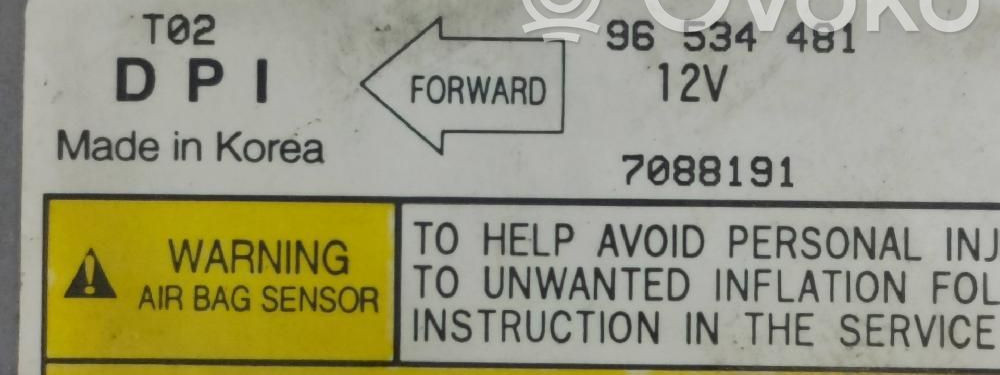 OVOKO
T02
96 534 481
DPI
FORWARD
12V
Made in Korea
7088191
WARNING
AIR BAG SENSOR
TO HELP AVOID PERSONAL INJ
TO UNWANTED INFLATION FOL
INSTRUCTION IN THE SERVICE